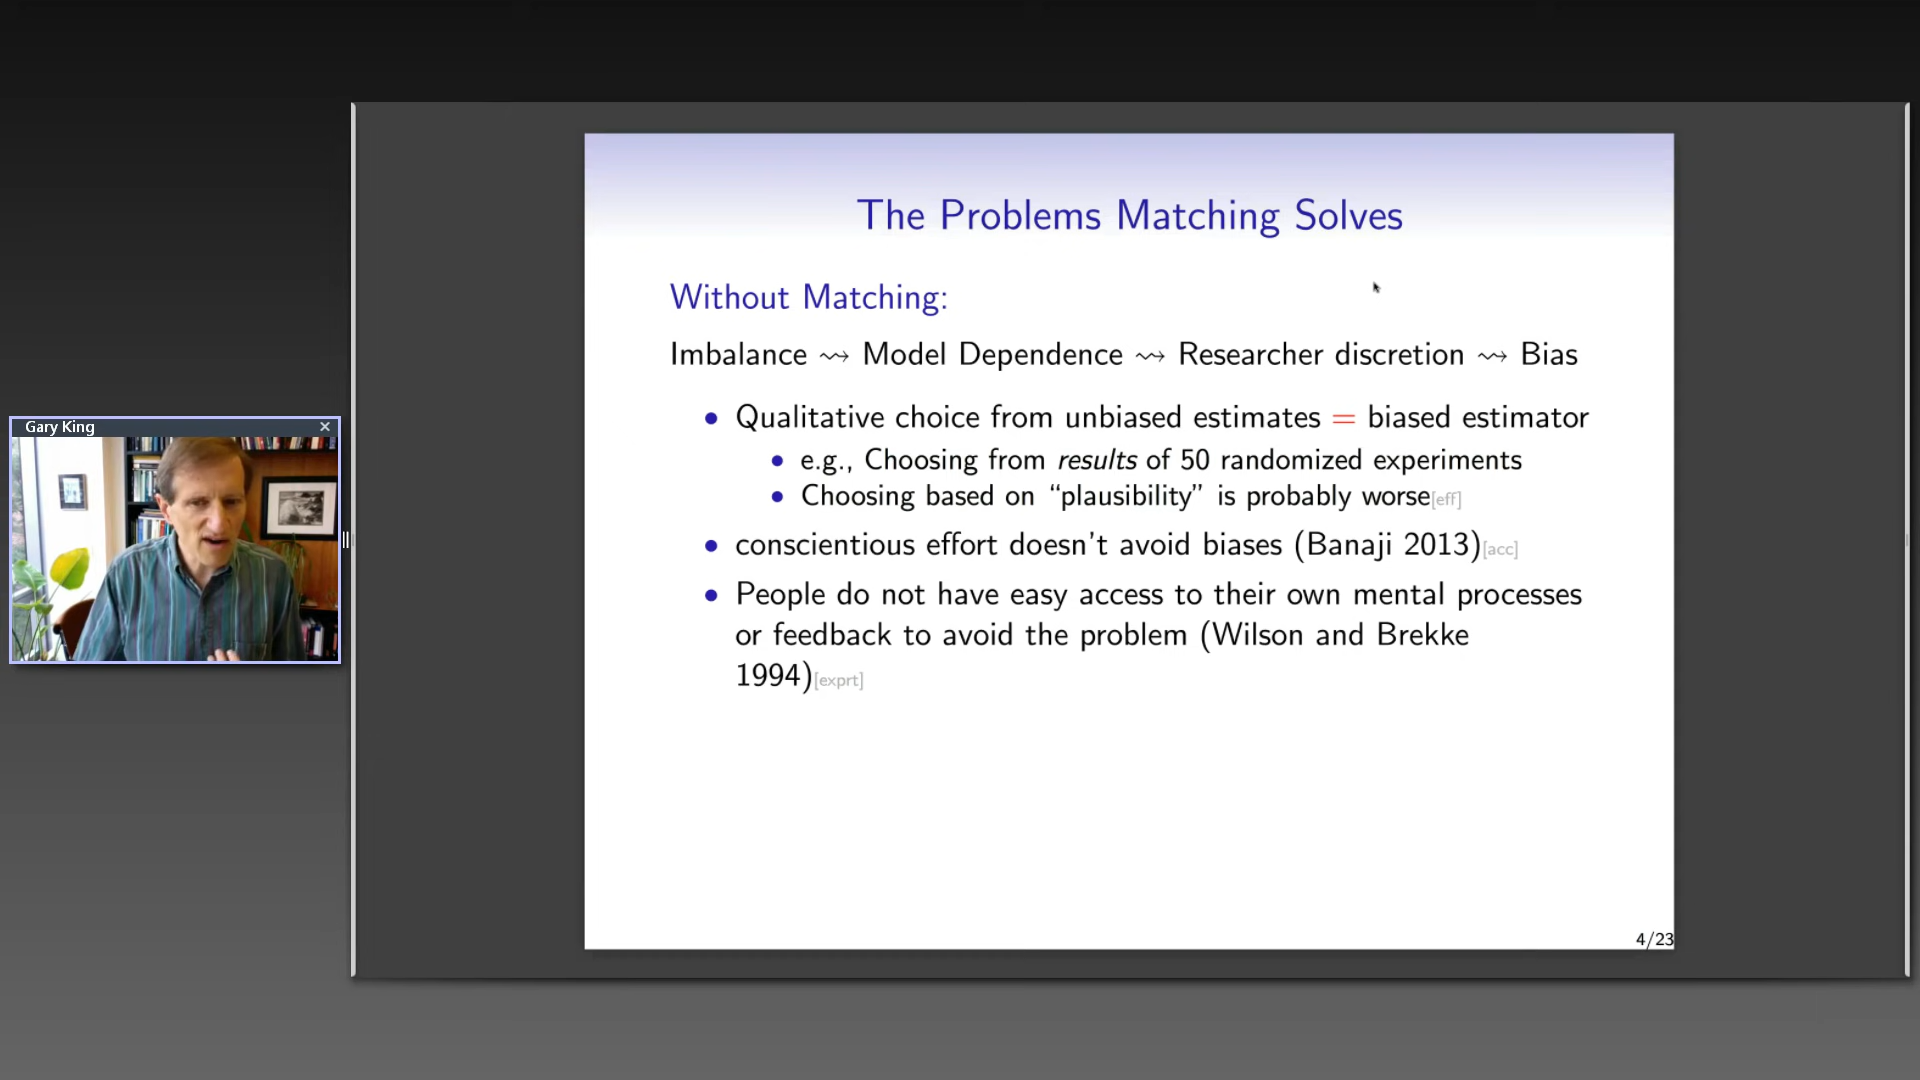 The Problems Matching Solves
Without Matching:
Imbalance ⇝ Model Dependence ⇝ Researcher discretion ⇝ Bias
• Qualitative choice from unbiased estimates = biased estimator
• e.g., Choosing from results of 50 randomized experiments
• Choosing based on “plausibility” is probably worse[eff]
• conscientious effort doesn't avoid biases (Banaji 2013)[acc]
• People do not have easy access to their own mental processes
or feedback to avoid the problem (Wilson and Brekke
1994)[exprt]
4/23
Gary King